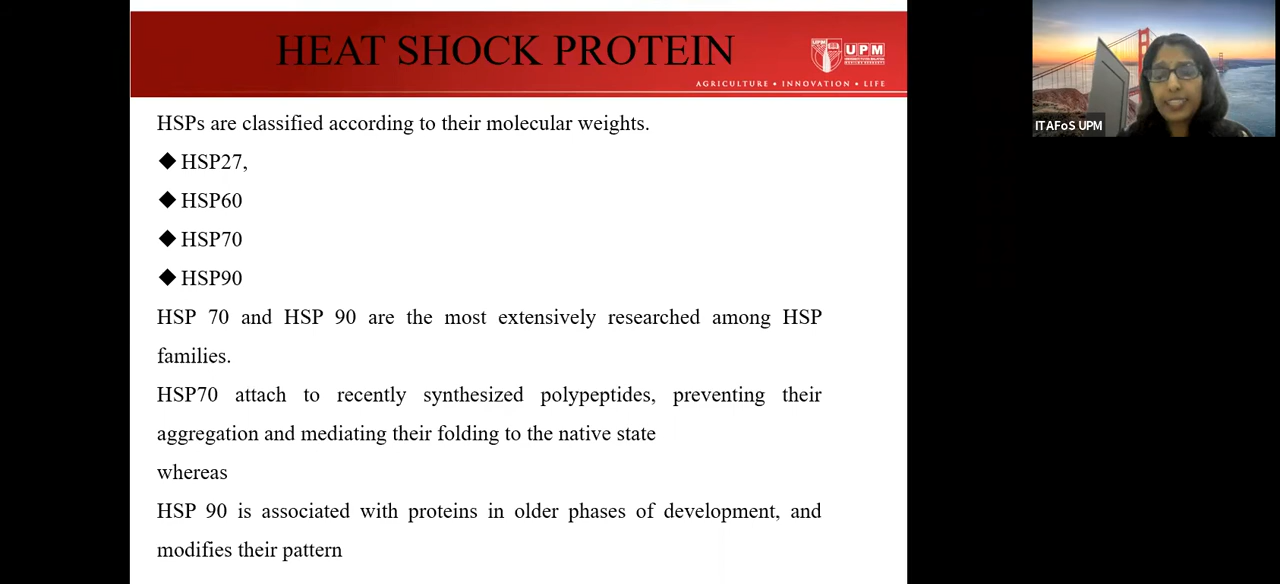 HEAT SHOCK PROTEIN
UPM
AGRICULTURE • INNOVATION • LIFE
ITAFoS UPM
HSPs are classified according to their molecular weights.
◆ HSP27,
◆ HSP60
◆ HSP70
◆ HSP90
HSP 70 and HSP 90 are the most extensively researched among HSP
families.
HSP70 attach to recently synthesized polypeptides, preventing their
aggregation and mediating their folding to the native state
whereas
HSP 90 is associated with proteins in older phases of development, and
modifies their pattern